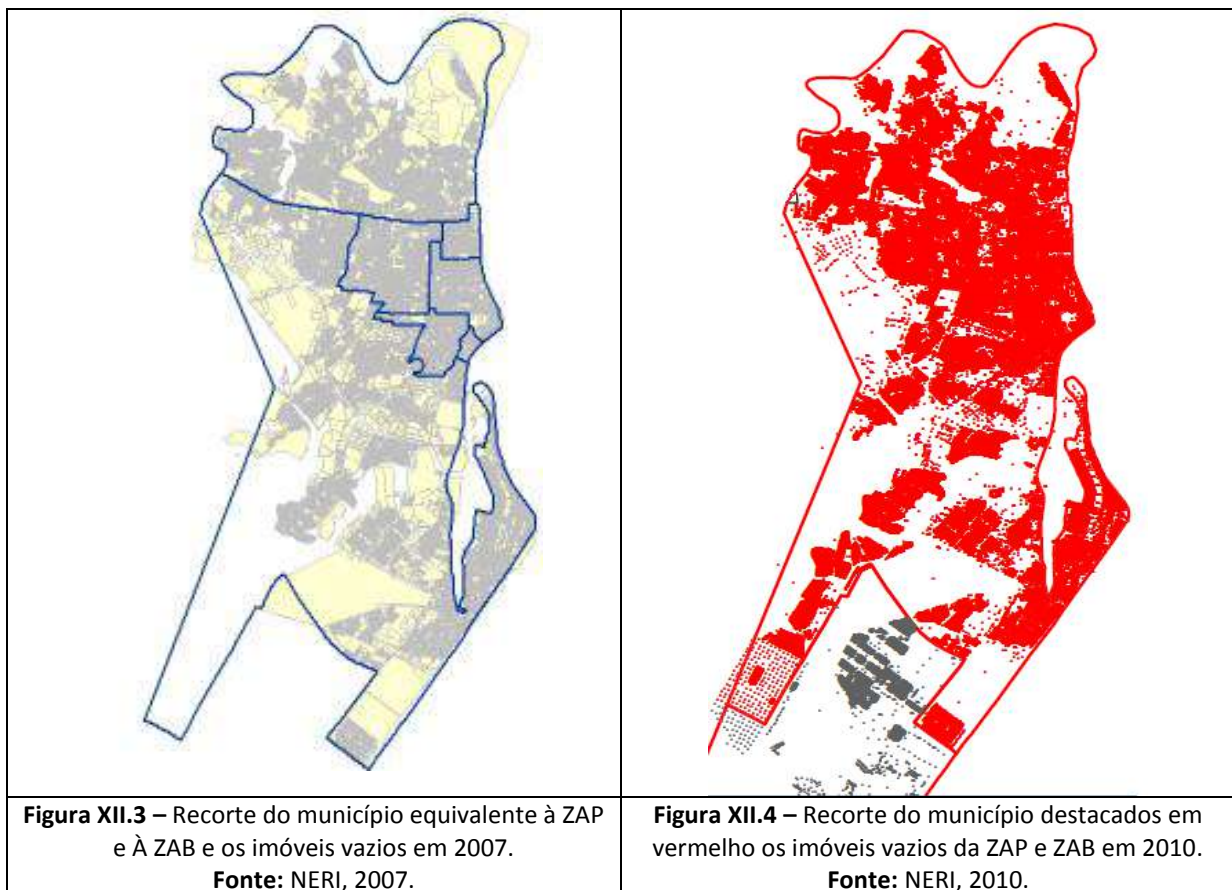 Figura XII.3 – Recorte do município equivalente à ZAP
e À ZAB e os imóveis vazios em 2007.
Fonte: NERI, 2007.
Figura XII.4 – Recorte do município destacados em
vermelho os imóveis vazios da ZAP e ZAB em 2010.
Fonte: NERI, 2010.